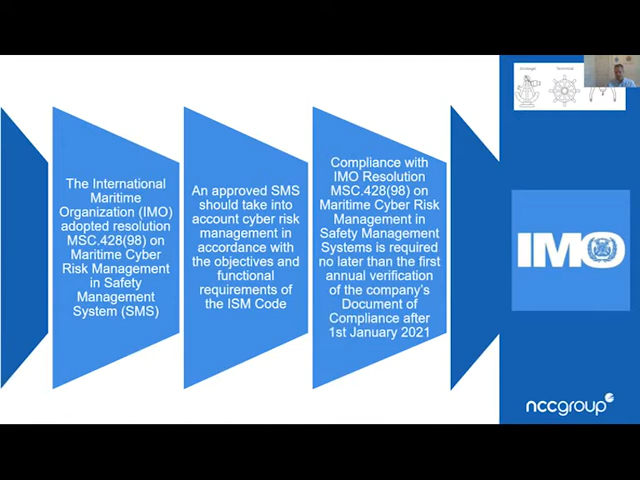 The International
Maritime
Organization (IMO)
adopted resolution
MSC.428(98) on
Maritime Cyber
Risk Management
in Safety
Management
System (SMS)
An approved SMS
should take into
account cyber risk
management in
accordance with
the objectives and
functional
requirements of
the ISM Code
Compliance with
IMO Resolution
MSC.428(98) on
Maritime Cyber Risk
Management in
Safety Management
Systems is required
no later than the first
annual verification
of the company's
Document of
Compliance after
1st January 2021
IMO
nccgroup